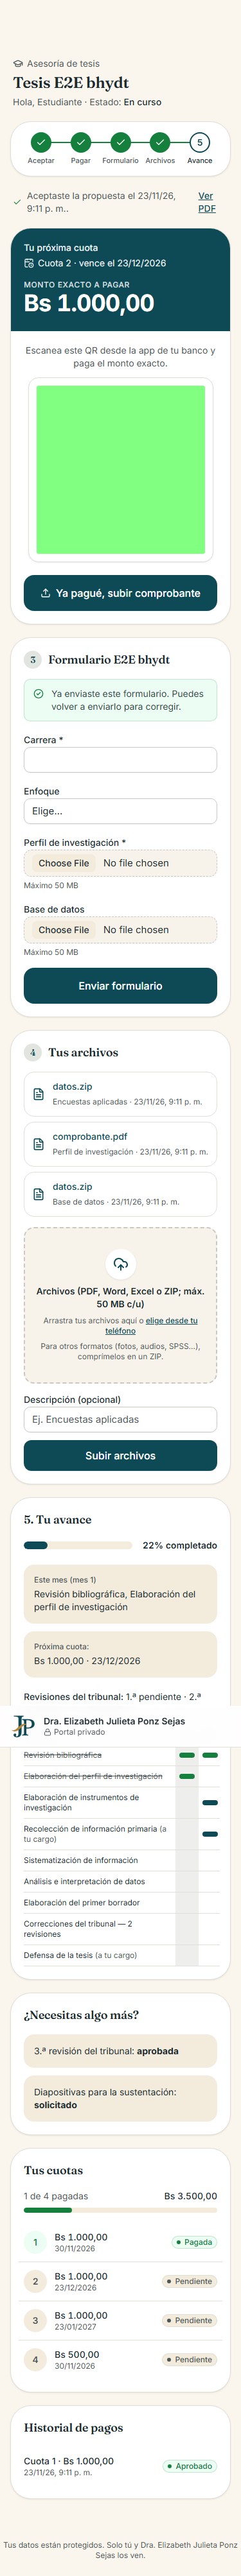 Asesoría de tesis
Tesis E2E bhydt
Hola, Estudiante · Estado: En curso
5
Aceptar Pagar Formulario Archivos Avance
Aceptaste la propuesta el 23/11/26, 9:11 p. m..
Ver PDF
Tu próxima cuota
Cuota 2 · vence el 23/12/2026
MONTO EXACTO A PAGAR
Bs 1.000,00
Escanea este QR desde la app de tu banco y
paga el monto exacto.
Ya pagué, subir comprobante
3 Formulario E2E bhydt
Ya enviaste este formulario. Puedes
volver a enviarlo para corregir.
Carrera *
Enfoque
Elige...
Perfil de investigación *
Choose File No file chosen
Máximo 50 MB
Base de datos
Choose File No file chosen
Máximo 50 MB
Enviar formulario
4 Tus archivos
datos.zip
Encuestas aplicadas · 23/11/26, 9:11 p. m.
comprobante.pdf
Perfil de investigación · 23/11/26, 9:11 p. m.
datos.zip
Base de datos · 23/11/26, 9:11 p. m.
Archivos (PDF, Word, Excel o ZIP; máx.
50 MB c/u)
Arrastra tus archivos aquí o elige desde tu
teléfono
Para otros formatos (fotos, audios, SPSS...),
comprímelos en un ZIP.
Descripción (opcional)
Ej. Encuestas aplicadas
Subir archivos
5. Tu avance
22% completado
Este mes (mes 1)
Revisión bibliográfica, Elaboración del
perfil de investigación
Próxima cuota:
Bs 1.000,00 · 23/12/2026
Revisiones del tribunal: 1.ª pendiente · 2.ª
JP
Dra. Elizabeth Julieta Ponz Sejas
Portal privado
Revisión bibliográfica
Elaboración del perfil de investigación
Elaboración de instrumentos de
investigación
Recolección de información primaria (a
tu cargo)
Sistematización de información
Análisis e interpretación de datos
Elaboración del primer borrador
Correcciones del tribunal — 2
revisiones
Defensa de la tesis (a tu cargo)
¿Necesitas algo más?
3.ª revisión del tribunal: aprobada
Diapositivas para la sustentación:
solicitado
Tus cuotas
1 de 4 pagadas Bs 3.500,00
1 Bs 1.000,00 Pagada
30/11/2026
2 Bs 1.000,00 Pendiente
23/12/2026
3 Bs 1.000,00 Pendiente
23/01/2027
4 Bs 500,00 Pendiente
30/11/2026
Historial de pagos
Cuota 1 · Bs 1.000,00 Aprobado
23/11/26, 9:11 p. m.
Tus datos están protegidos. Solo tú y Dra. Elizabeth Julieta Ponz
Sejas los ven.